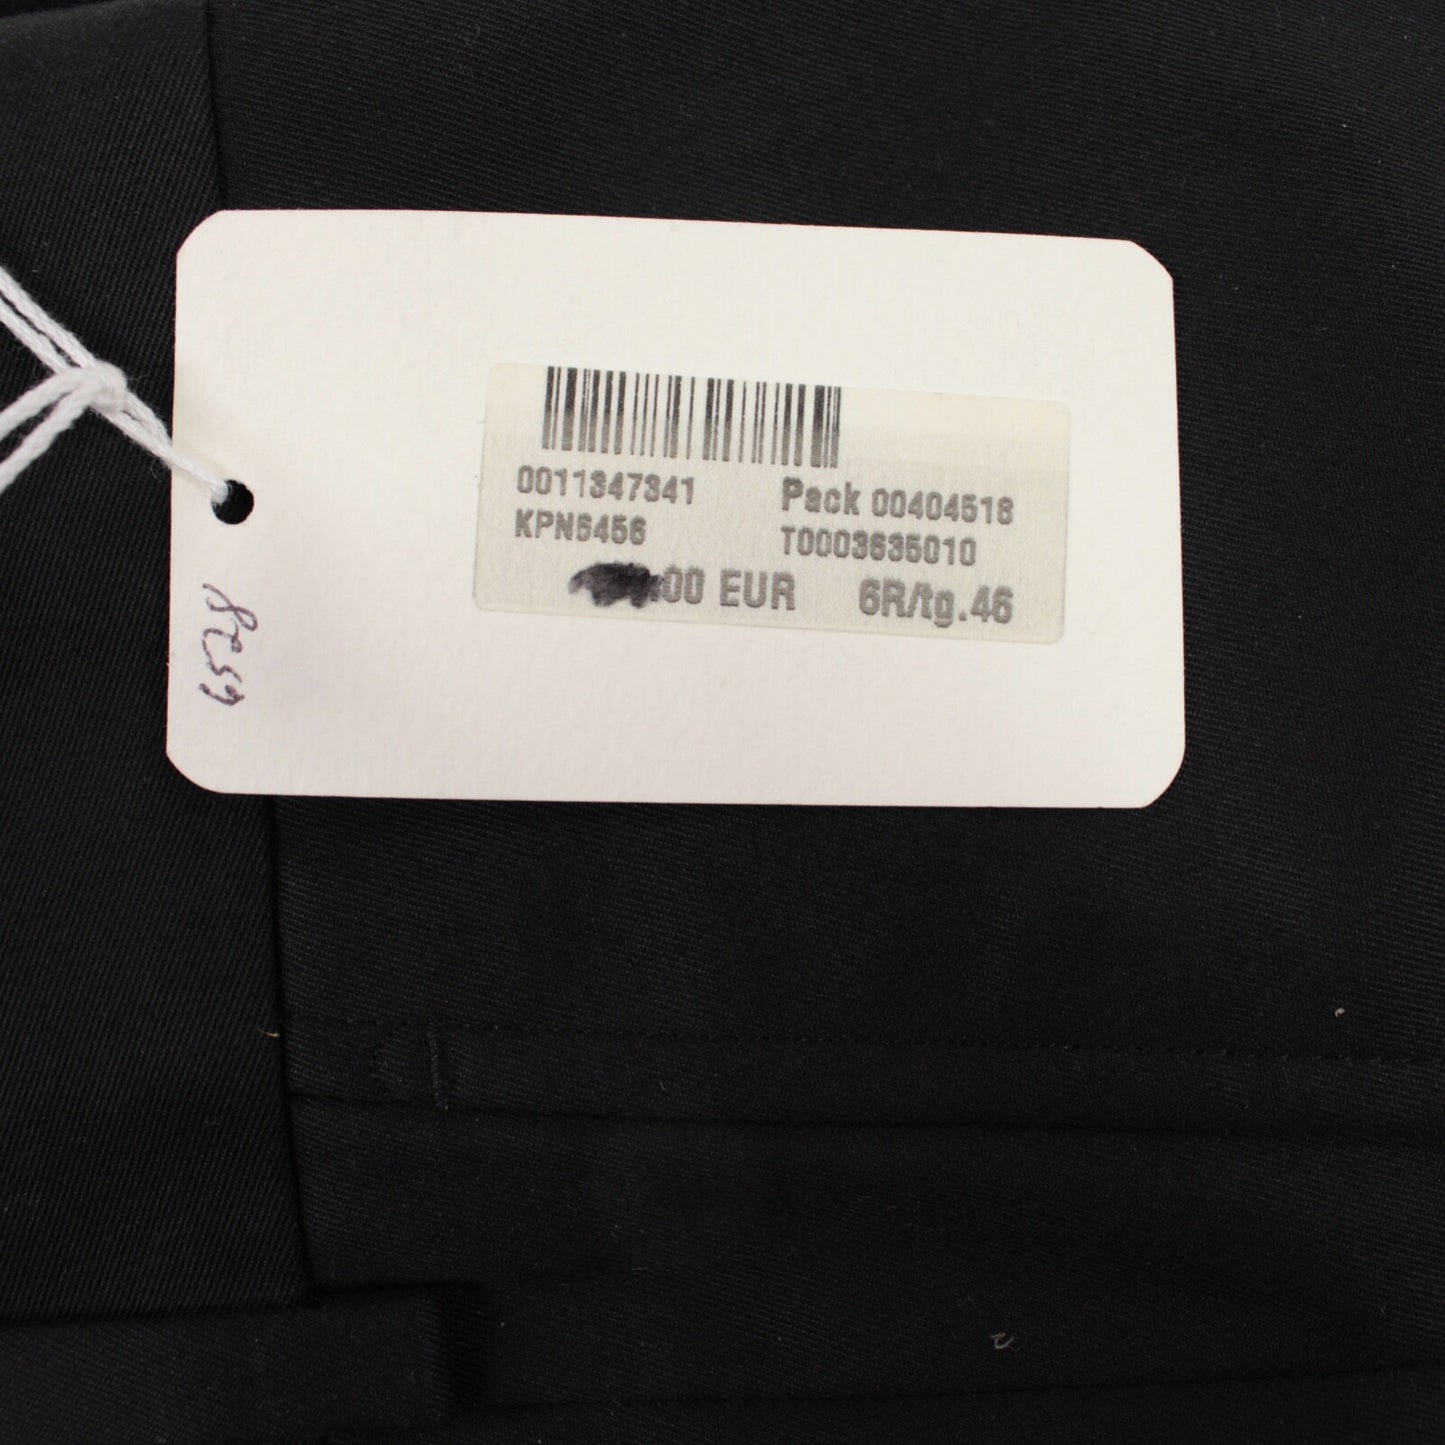 0011347341 Pack 00404518
KPN6456 T0003635010
.00 EUR 6R/tg.46